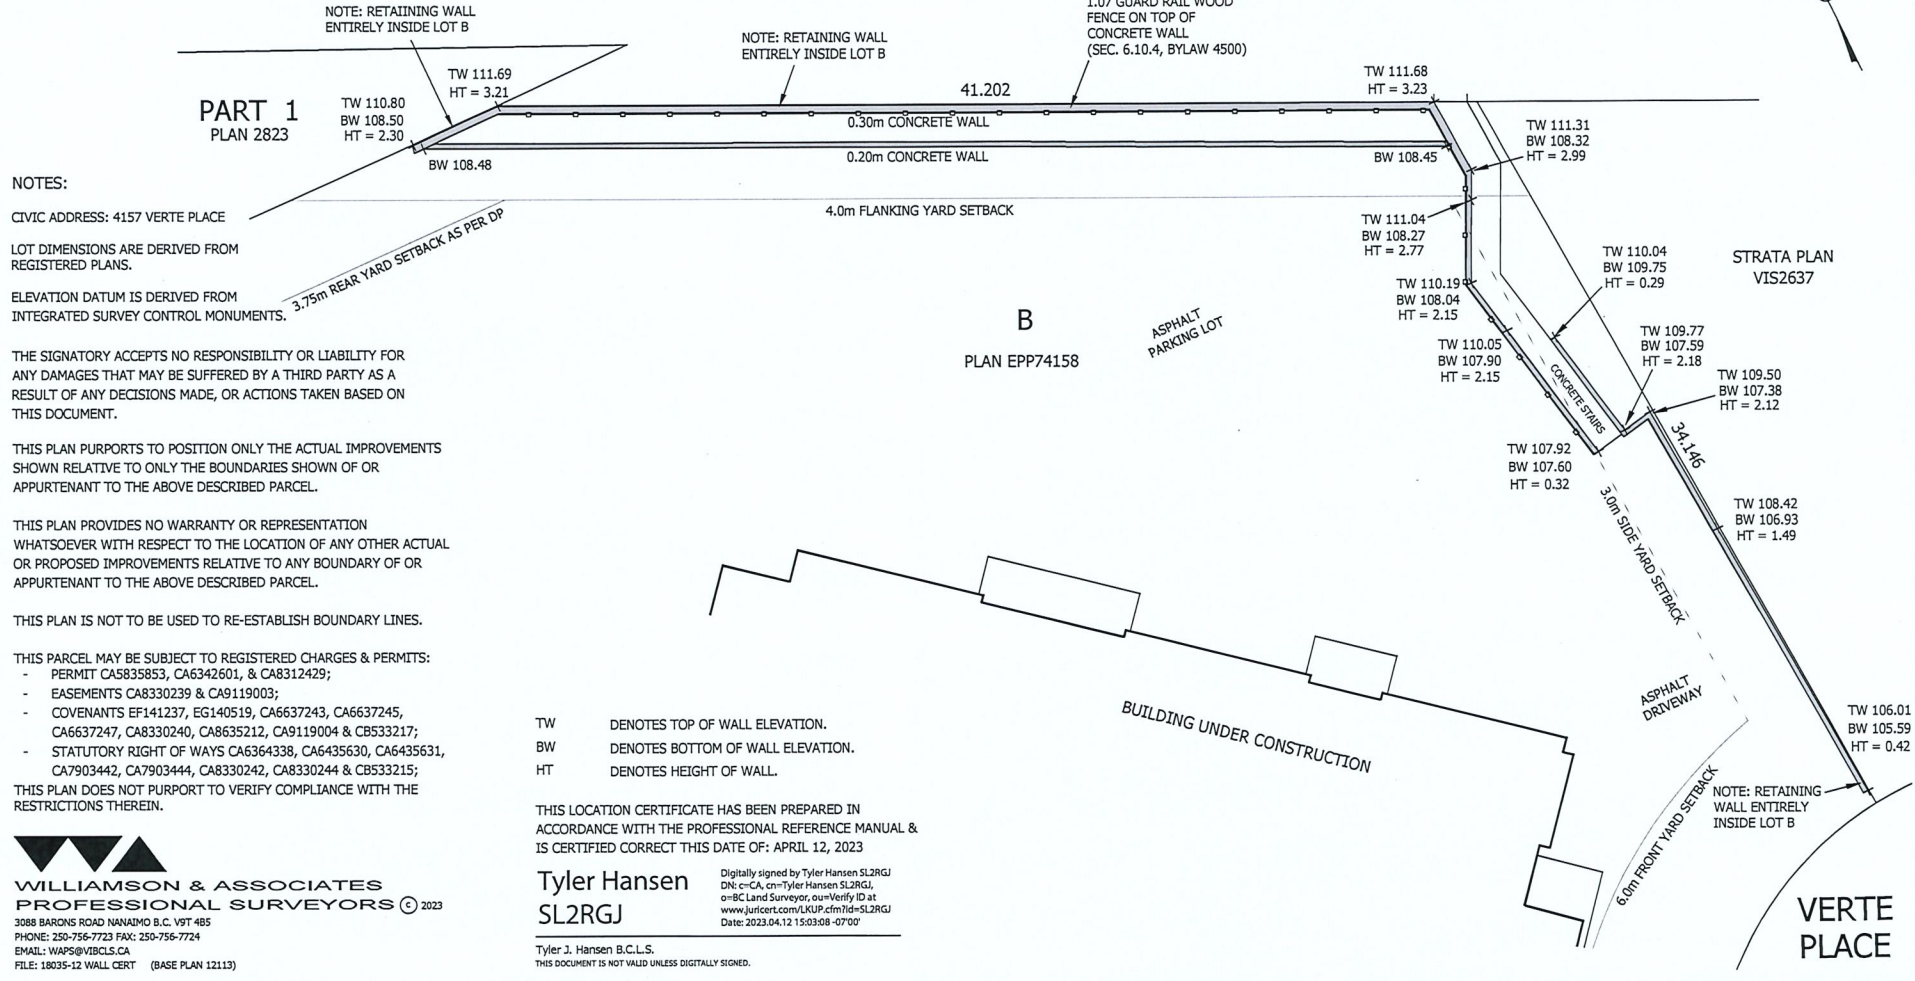 NOTE: RETAIINING WALL
ENTIRELY INSIDE LOT B
NOTE: RETAINING WALL
ENTIRELY INSIDE LOT B
1.07 GUARD RAIL WOOD
FENCE ON TOP OF
CONCRETE WALL
(SEC. 6.10.4, BYLAW 4500)
TW 111.69
HT = 3.21
TW 110.80
BW 108.50
HT = 2.30
BW 108.48
PART 1
PLAN 2823
41.202
0.30m CONCRETE WALL
0.20m CONCRETE WALL
TW 111.68
HT = 3.23
BW 108.45
TW 111.31
BW 108.32
HT = 2.99
4.0m FLANKING YARD SETBACK
3.75m REAR YARD SETBACK AS PER DP
TW 111.04
BW 108.27
HT = 2.77
TW 110.04
BW 109.75
HT = 0.29
STRATA PLAN
VIS2637
TW 110.19
BW 108.04
HT = 2.15
TW 110.05
BW 107.90
HT = 2.15
TW 109.77
BW 107.59
HT = 2.18
TW 109.50
BW 107.38
HT = 2.12
B
PLAN EPP74158
ASPHALT
PARKING LOT
CONCRETE STAIRS
34.146
TW 107.92
BW 107.60
HT = 0.32
TW 108.42
BW 106.93
HT = 1.49
3.0m SIDE YARD SETBACK
ASPHALT
DRIVEWAY
TW 106.01
BW 105.59
HT = 0.42
NOTE: RETAINING
WALL ENTIRELY
INSIDE LOT B
6.0m FRONT YARD SETBACK
BUILDING UNDER CONSTRUCTION
VERTE
PLACE
NOTES:
CIVIC ADDRESS: 4157 VERTE PLACE
LOT DIMENSIONS ARE DERIVED FROM
REGISTERED PLANS.
ELEVATION DATUM IS DERIVED FROM
INTEGRATED SURVEY CONTROL MONUMENTS.
THE SIGNATORY ACCEPTS NO RESPONSIBILITY OR LIABILITY FOR
ANY DAMAGES THAT MAY BE SUFFERED BY A THIRD PARTY AS A
RESULT OF ANY DECISIONS MADE, OR ACTIONS TAKEN BASED ON
THIS DOCUMENT.
THIS PLAN PURPORTS TO POSITION ONLY THE ACTUAL IMPROVEMENTS
SHOWN RELATIVE TO ONLY THE BOUNDARIES SHOWN OF OR
APPURTENANT TO THE ABOVE DESCRIBED PARCEL.
THIS PLAN PROVIDES NO WARRANTY OR REPRESENTATION
WHATSOEVER WITH RESPECT TO THE LOCATION OF ANY OTHER ACTUAL
OR PROPOSED IMPROVEMENTS RELATIVE TO ANY BOUNDARY OF OR
APPURTENANT TO THE ABOVE DESCRIBED PARCEL.
THIS PLAN IS NOT TO BE USED TO RE-ESTABLISH BOUNDARY LINES.
THIS PARCEL MAY BE SUBJECT TO REGISTERED CHARGES & PERMITS:
- PERMIT CA5835853, CA6342601, & CA8312429;
- EASEMENTS CA8330239 & CA9119003;
- COVENANTS EF141237, EG140519, CA6637243, CA6637245,
CA6637247, CA8330240, CA8635212, CA9119004 & CB533217;
- STATUTORY RIGHT OF WAYS CA6364338, CA6435630, CA6435631,
CA7903442, CA7903444, CA8330242, CA8330244 & CB533215;
THIS PLAN DOES NOT PURPORT TO VERIFY COMPLIANCE WITH THE
RESTRICTIONS THEREIN.
WILLIAMSON & ASSOCIATES
PROFESSIONAL SURVEYORS © 2023
3088 BARONS ROAD NANAIMO B.C. V9T 4B5
PHONE: 250-756-7723 FAX: 250-756-7724
EMAIL: WAPS@VIBCLS.CA
FILE: 18035-12 WALL CERT (BASE PLAN 12113)
TW DENOTES TOP OF WALL ELEVATION.
BW DENOTES BOTTOM OF WALL ELEVATION.
HT DENOTES HEIGHT OF WALL.
THIS LOCATION CERTIFICATE HAS BEEN PREPARED IN
ACCORDANCE WITH THE PROFESSIONAL REFERENCE MANUAL &
IS CERTIFIED CORRECT THIS DATE OF: APRIL 12, 2023
Tyler Hansen
SL2RGJ
Digitally signed by Tyler Hansen SL2RGJ
DN: c=CA, cn=Tyler Hansen SL2RGJ,
o=BC Land Surveyor, ou=Verify ID at
www.juricert.com/LKUP.cfm?id=SL2RGJ
Date: 2023.04.12 15:03:08 -07'00'
Tyler J. Hansen B.C.L.S.
THIS DOCUMENT IS NOT VALID UNLESS DIGITALLY SIGNED.